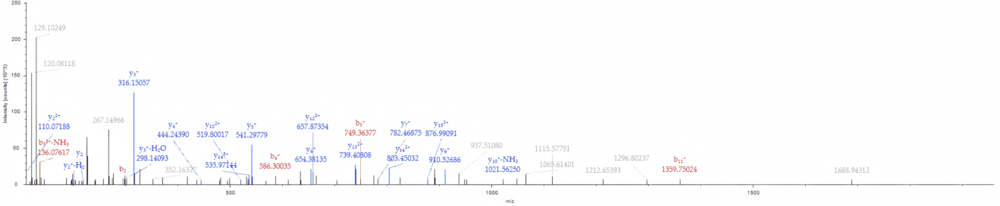 250
129.10249
200
120.08118
150
y₃⁺
316.15057
Intensity [counts] (10^3)
100
267.14966
y₂²⁺
110.07188
y₄⁺
444.24390
y₁₀²⁺
519.80017
y₅⁺
541.29779
y₁₂²⁺
657.87354
b₅⁺
749.36377
y₇⁺
782.46875
y₁₅²⁺
876.99091
50
b₃²⁺-NH₃
136.07617
y₂
y₂⁺-H₂
y₃⁺-H₂O
298.14093
y₁₄³⁺
535.97144
b₄⁺
586.30035
y₆⁺
654.38135
y₁₃²⁺
739.40808
y₁₄²⁺
803.45032
y₉⁺
910.52686
937.51080
y₁₀⁺-NH₃
1021.56250
1115.57751
1065.61401
1212.65393
1296.80237
b₁₁⁺
1359.75024
1688.94312
b₂
352.16327
0
500
1000
1500
m/z